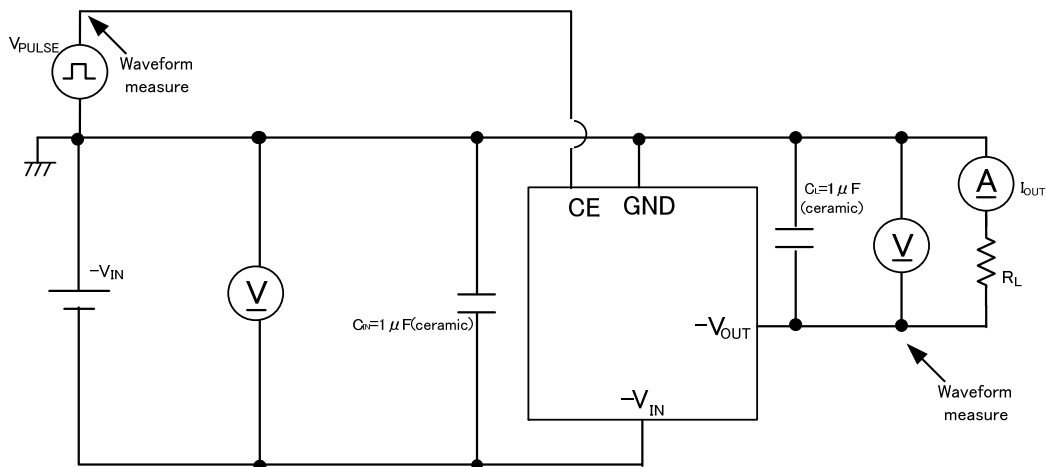 VPULSE
Waveform
measure
CE
GND
CL=1μF
(ceramic)
A
IOUT
V
RL
-VIN
V
CIN=1μF(ceramic)
-VOUT
-VIN
Waveform
measure